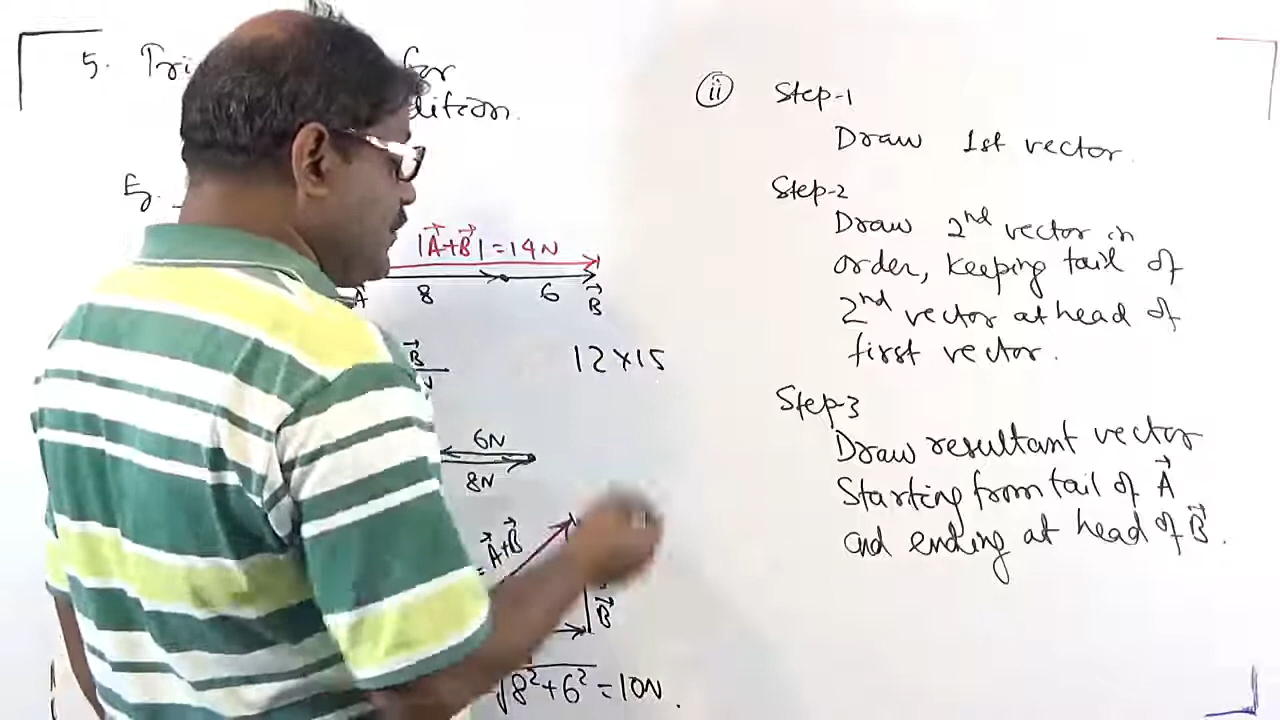 5. Tri for
dition.
|A⃗+B⃗| = 14N
A⃗ 8 6 B⃗
B⃗
12×15
6N
8N
= A⃗+B⃗
B⃗
√8²+6² = 10N.
ii Step-1
Draw 1st vector.
Step-2
Draw 2nd vector in
order, keeping tail of
2nd vector at head of
first vector.
Step-3
Draw resultant vector
Starting from tail of A⃗
and ending at head of B⃗.